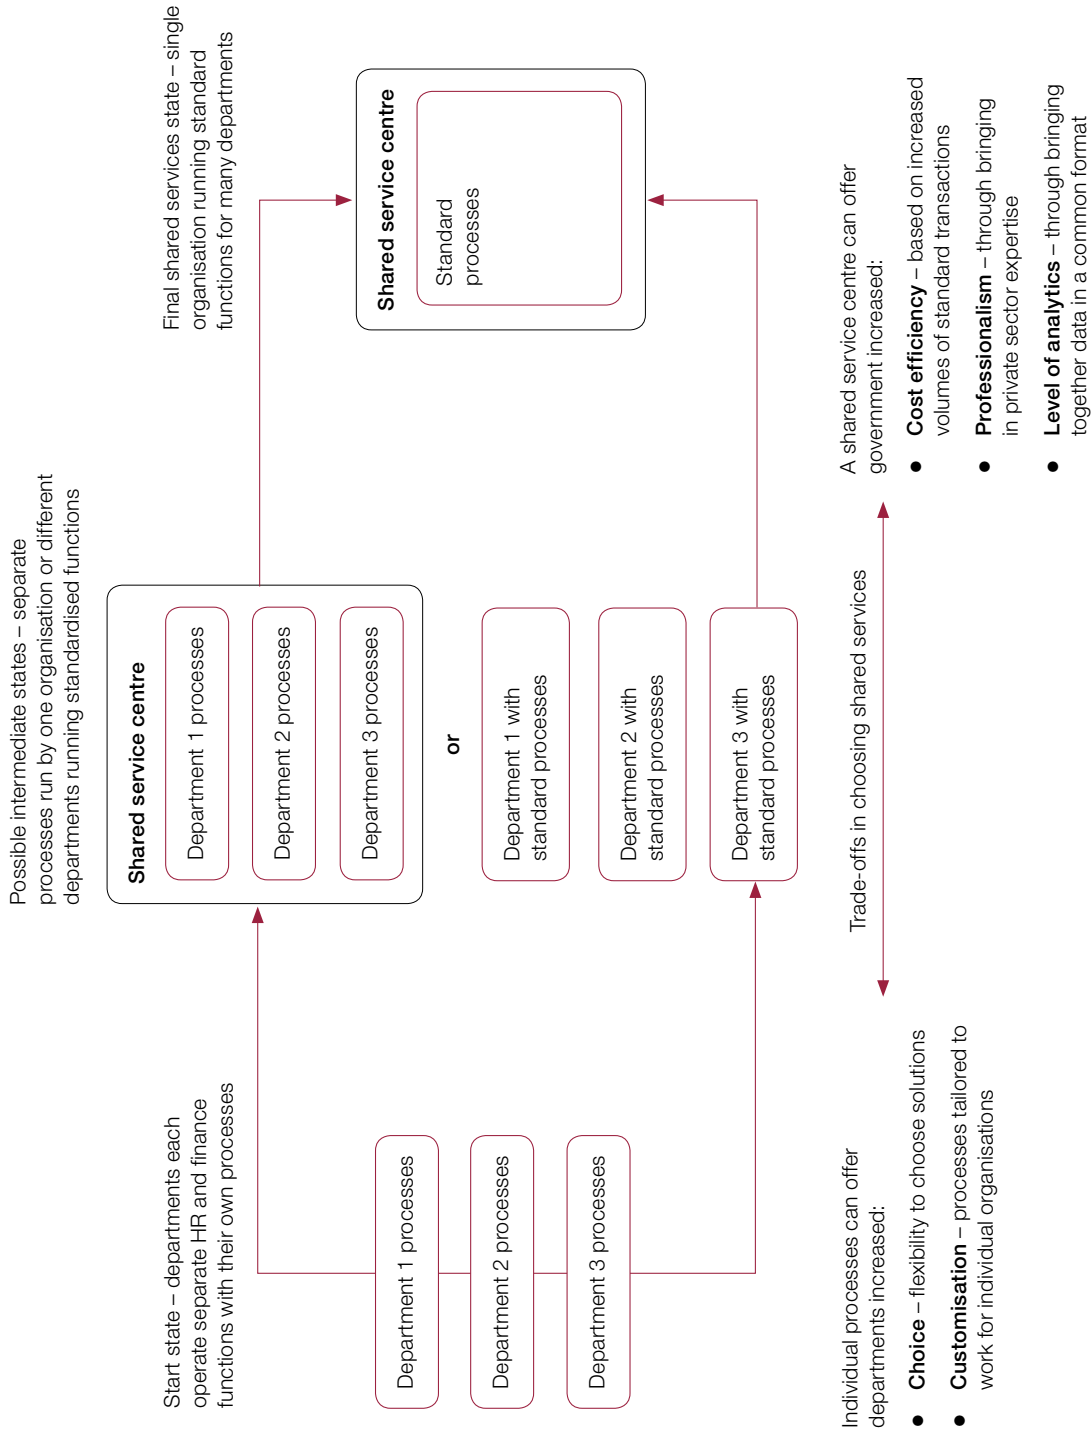 Start state – departments each
operate separate HR and finance
functions with their own processes
Possible intermediate states – separate
processes run by one organisation or different
departments running standardised functions
Final shared services state – single
organisation running standard
functions for many departments
Department 1 processes
Department 2 processes
Department 3 processes
Shared service centre
Department 1 processes
Department 2 processes
Department 3 processes
or
Department 1 with
standard processes
Department 2 with
standard processes
Department 3 with
standard processes
Shared service centre
Standard
processes
Individual processes can offer
departments increased:
● Choice – flexibility to choose solutions
● Customisation – processes tailored to
work for individual organisations
Trade-offs in choosing shared services
A shared service centre can offer
government increased:
● Cost efficiency – based on increased
volumes of standard transactions
● Professionalism – through bringing
in private sector expertise
● Level of analytics – through bringing
together data in a common format